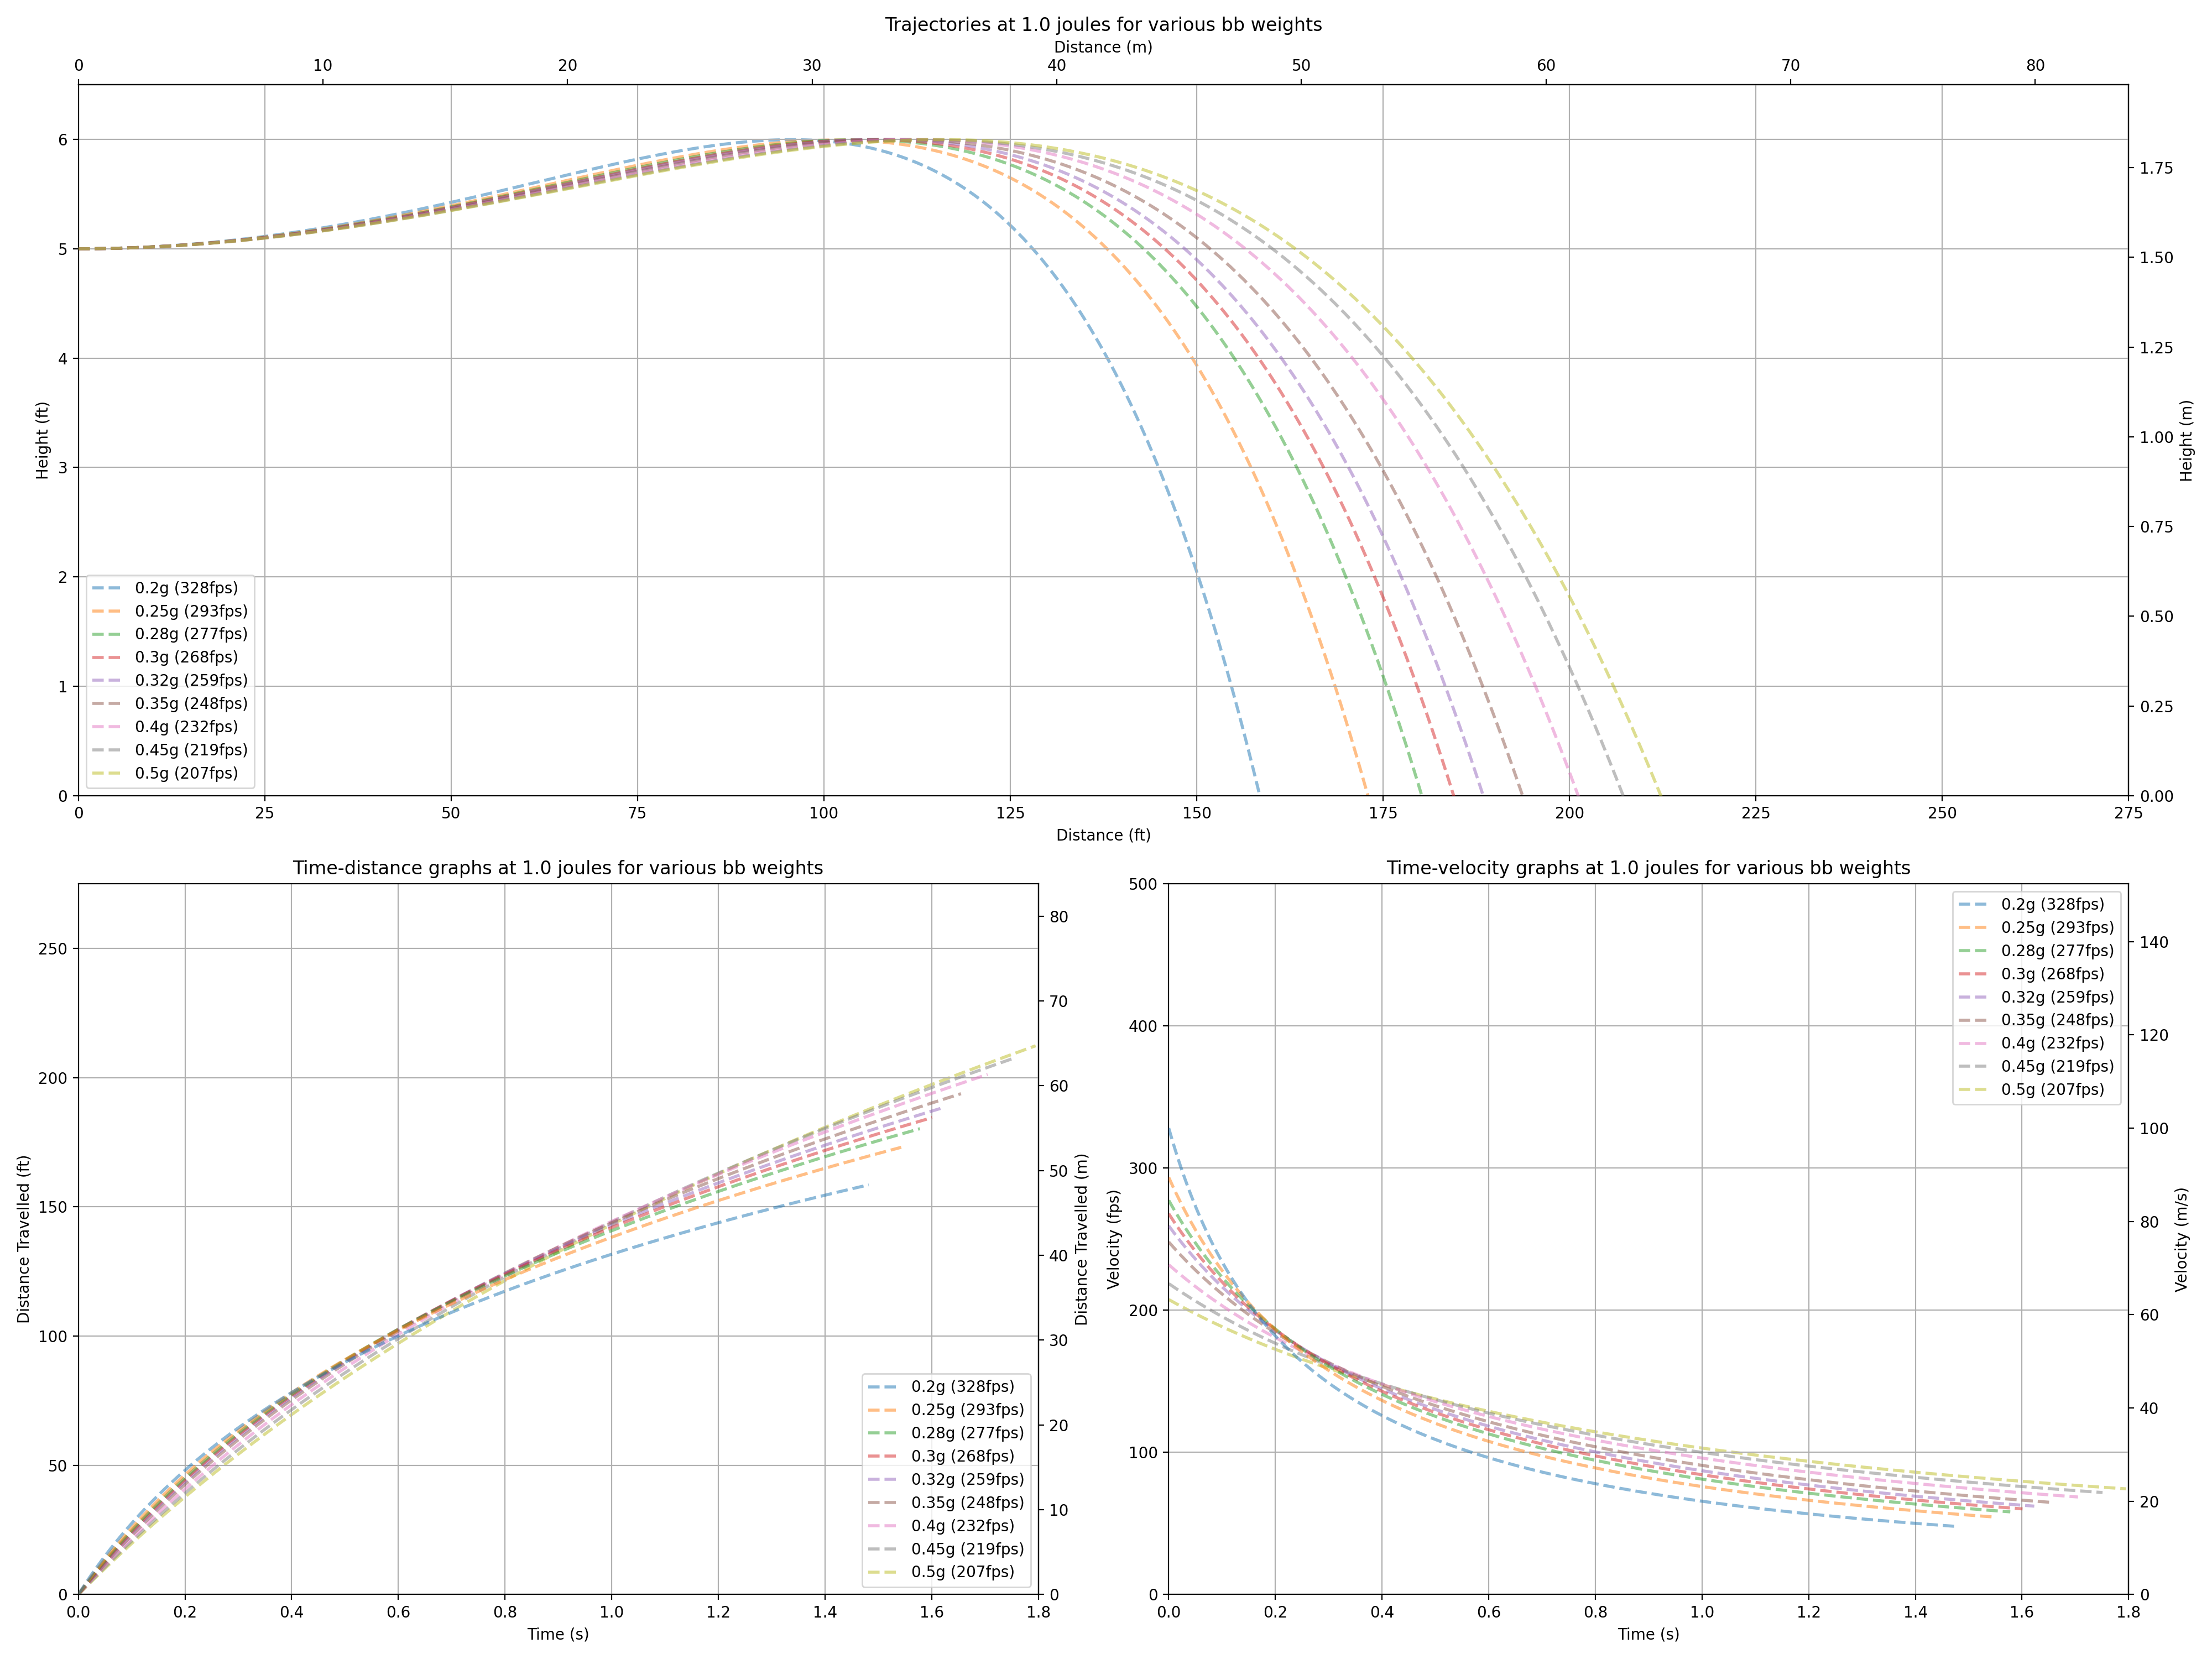 Trajectories at 1.0 joules for various bb weights
Distance (m)
0 10 20 30 40 50 60 70 80
6
5
4
3
2
1
0
Height (ft)
1.75
1.50
1.25
1.00
0.75
0.50
0.25
0.00
Height (m)
0.2g (328fps)
0.25g (293fps)
0.28g (277fps)
0.3g (268fps)
0.32g (259fps)
0.35g (248fps)
0.4g (232fps)
0.45g (219fps)
0.5g (207fps)
0 25 50 75 100 125 150 175 200 225 250 275
Distance (ft)
Time-distance graphs at 1.0 joules for various bb weights
250
200
150
100
50
0
Distance Travelled (ft)
80
70
60
50
40
30
20
10
0
Distance Travelled (m)
0.2g (328fps)
0.25g (293fps)
0.28g (277fps)
0.3g (268fps)
0.32g (259fps)
0.35g (248fps)
0.4g (232fps)
0.45g (219fps)
0.5g (207fps)
0.0 0.2 0.4 0.6 0.8 1.0 1.2 1.4 1.6 1.8
Time (s)
Time-velocity graphs at 1.0 joules for various bb weights
500
400
300
200
100
0
Velocity (fps)
140
120
100
80
60
40
20
0
Velocity (m/s)
0.2g (328fps)
0.25g (293fps)
0.28g (277fps)
0.3g (268fps)
0.32g (259fps)
0.35g (248fps)
0.4g (232fps)
0.45g (219fps)
0.5g (207fps)
0.0 0.2 0.4 0.6 0.8 1.0 1.2 1.4 1.6 1.8
Time (s)